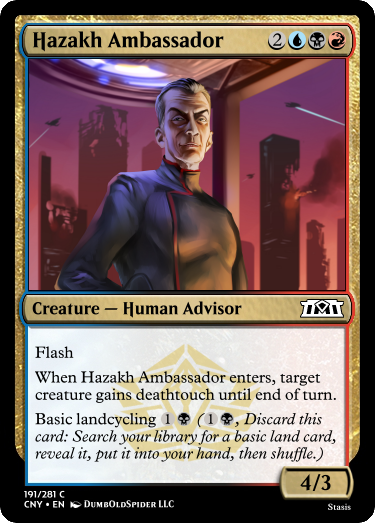 Hazakh Ambassador 2
Creature — Human Advisor
Flash
When Hazakh Ambassador enters, target
creature gains deathtouch until end of turn.
Basic landcycling 1 (1, Discard this
card: Search your library for a basic land card,
reveal it, put it into your hand, then shuffle.)
4/3
191/281 C
CNY • EN DumbOldSpider LLC
Stasis